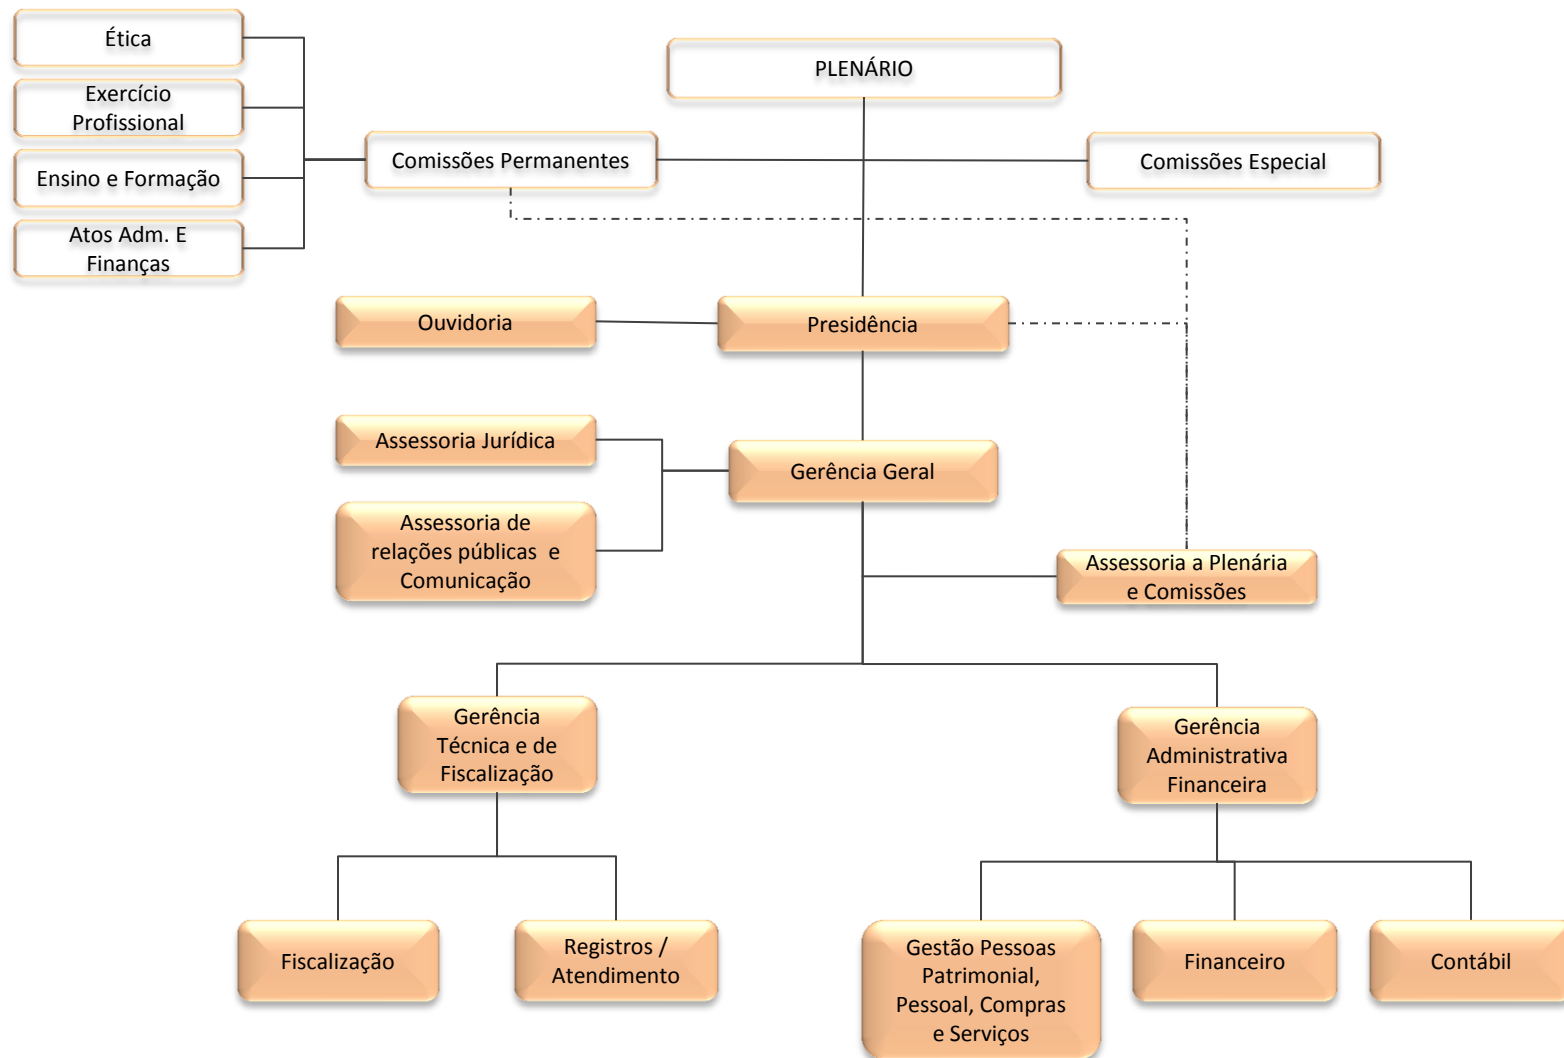 Ética
PLENÁRIO
Exercício
Profissional
Comissões Permanentes
Comissões Especial
Ensino e Formação
Atos Adm. E
Finanças
Ouvidoria
Presidência
Assessoria Jurídica
Gerência Geral
Assessoria de
relações públicas e
Comunicação
Assessoria a Plenária
e Comissões
Gerência
Técnica e de
Fiscalização
Gerência
Administrativa
Financeira
Fiscalização
Registros /
Atendimento
Gestão Pessoas
Patrimonial,
Pessoal, Compras
e Serviços
Financeiro
Contábil